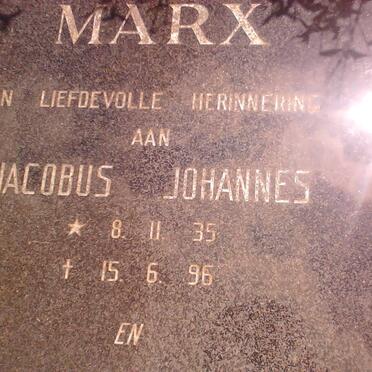 MARX
N LIEFDEVOLLE HERINNERING
AAN
JACOBUS JOHANNES
* 8. 11. 35
† 15. 6. 96
EN